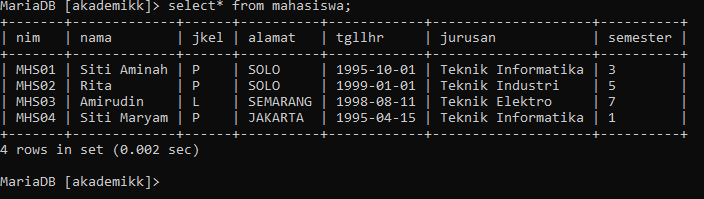 MariaDB [akademikk]> select* from mahasiswa;
+-------+-------------+------+----------+------------+--------------------+----------+
| nim | nama | jkel | alamat | tgllhr | jurusan | semester |
+-------+-------------+------+----------+------------+--------------------+----------+
| MHS01 | Siti Aminah | P | SOLO | 1995-10-01 | Teknik Informatika | 3 |
| MHS02 | Rita | P | SOLO | 1999-01-01 | Teknik Industri | 5 |
| MHS03 | Amirudin | L | SEMARANG | 1998-08-11 | Teknik Elektro | 7 |
| MHS04 | Siti Maryam | P | JAKARTA | 1995-04-15 | Teknik Informatika | 1 |
+-------+-------------+------+----------+------------+--------------------+----------+
4 rows in set (0.002 sec)
MariaDB [akademikk]>